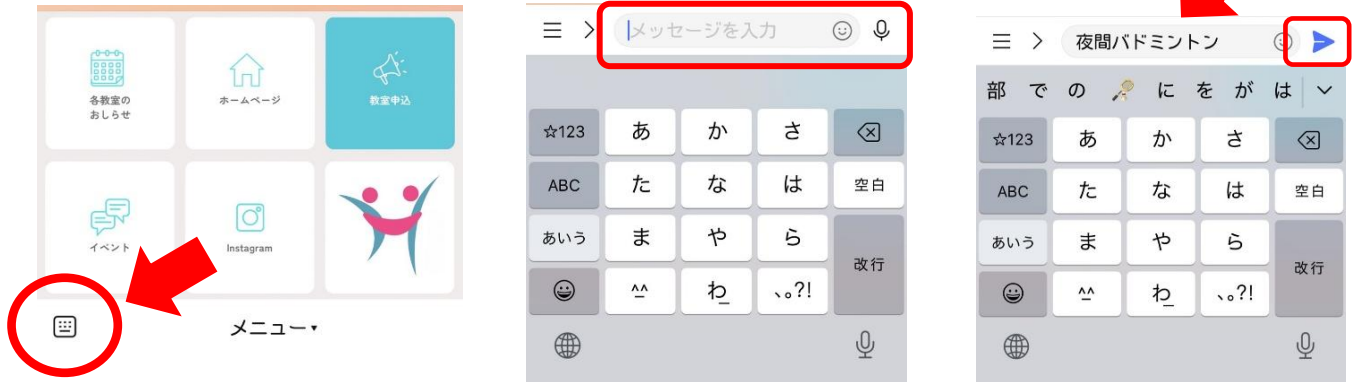 各教室の
おしらせ
ホームページ
教室申込
イベント
Instagram
メニュー▾
メッセージを入力
☆123 あ か さ
ABC た な は 空白
あいう ま や ら
改行
^^ わ_ 、。?!
夜間バドミントン
部 で の に を が は
☆123 あ か さ
ABC た な は 空白
あいう ま や ら
改行
^^ わ_ 、。?!